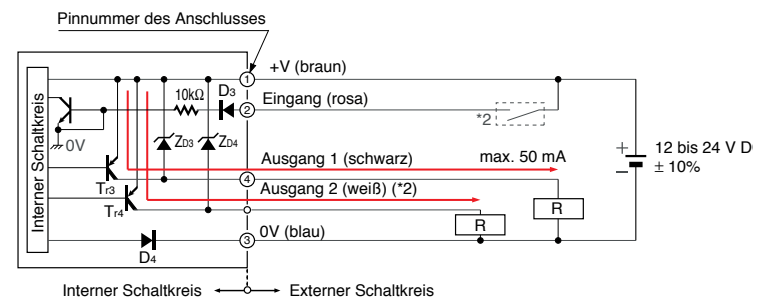 Pinnummer des Anschlusses
Interner Schaltkreis
1
+V (braun)
10kΩ
D3
2
Eingang (rosa)
*2
0V
ZD3
ZD4
Ausgang 1 (schwarz)
max. 50 mA
+
12 bis 24 V D
−
± 10%
Tr3
4
Tr4
Ausgang 2 (weiß) (*2)
R
R
3
0V (blau)
D4
Interner Schaltkreis
Externer Schaltkreis